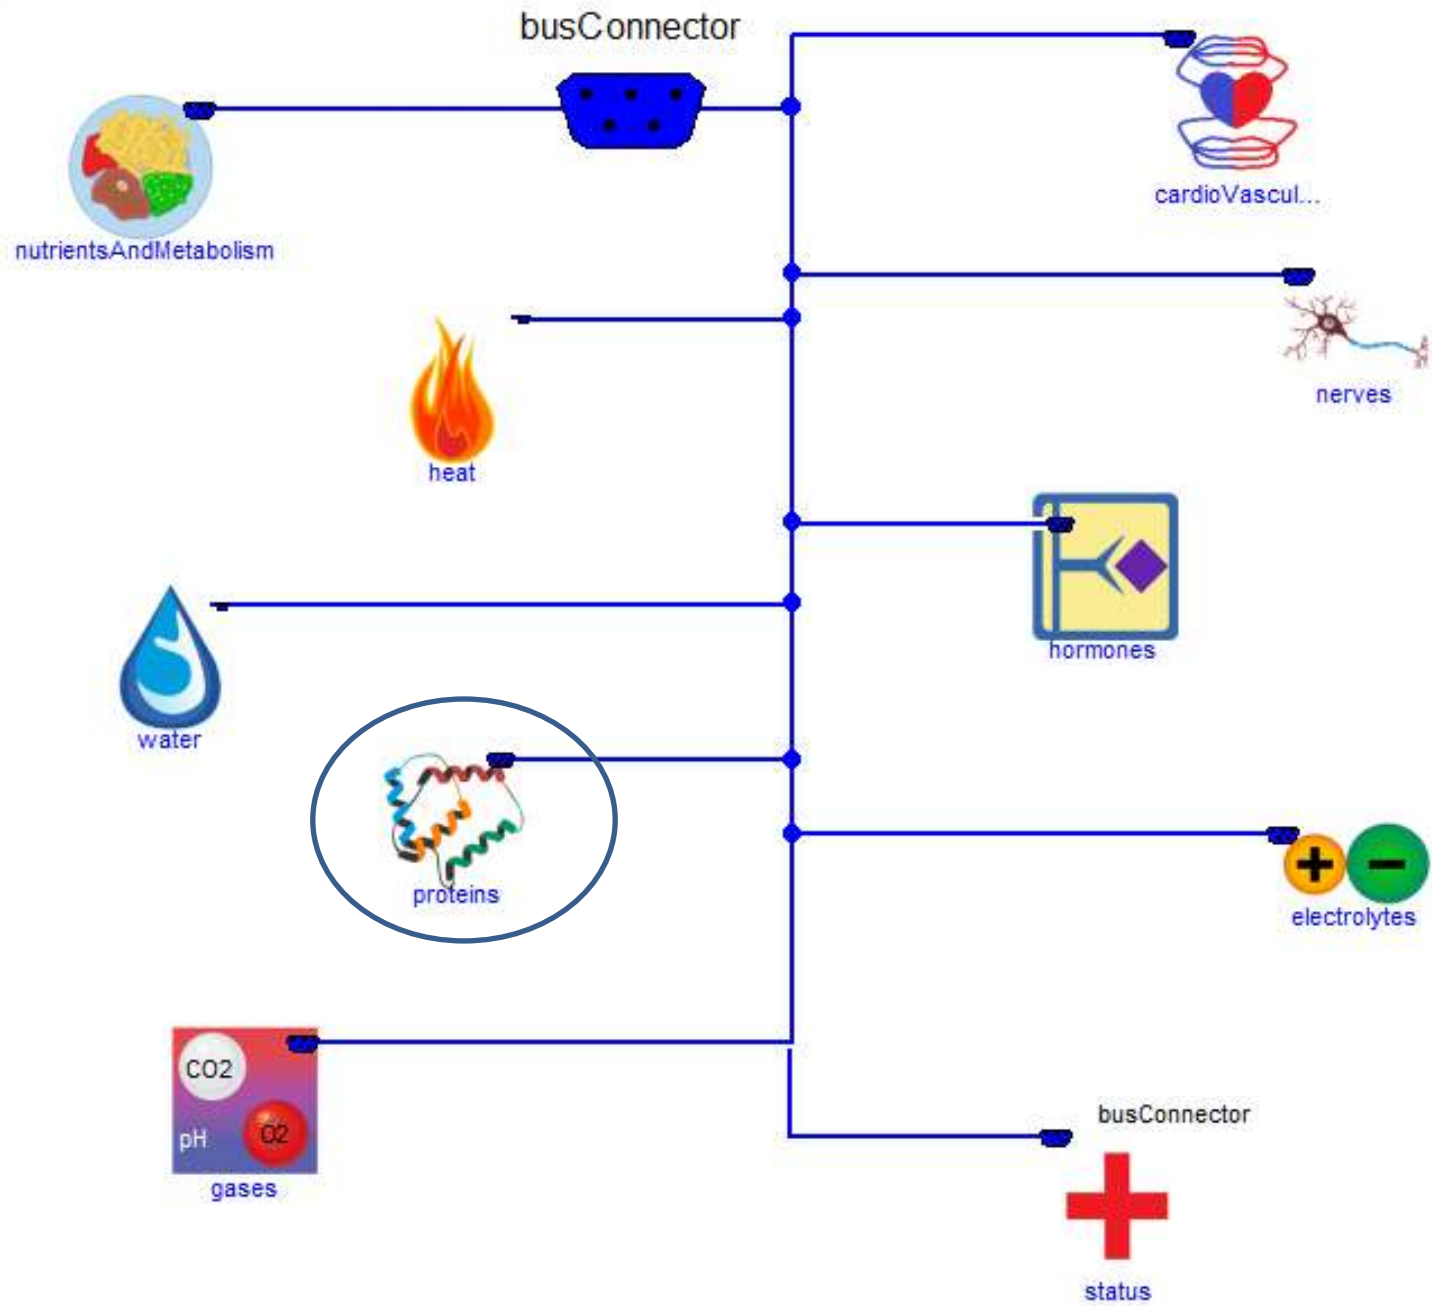 busConnector
cardioVascul...
nutrientsAndMetabolism
nerves
heat
hormones
water
proteins
electrolytes
CO2
pH
O2
gases
busConnector
status